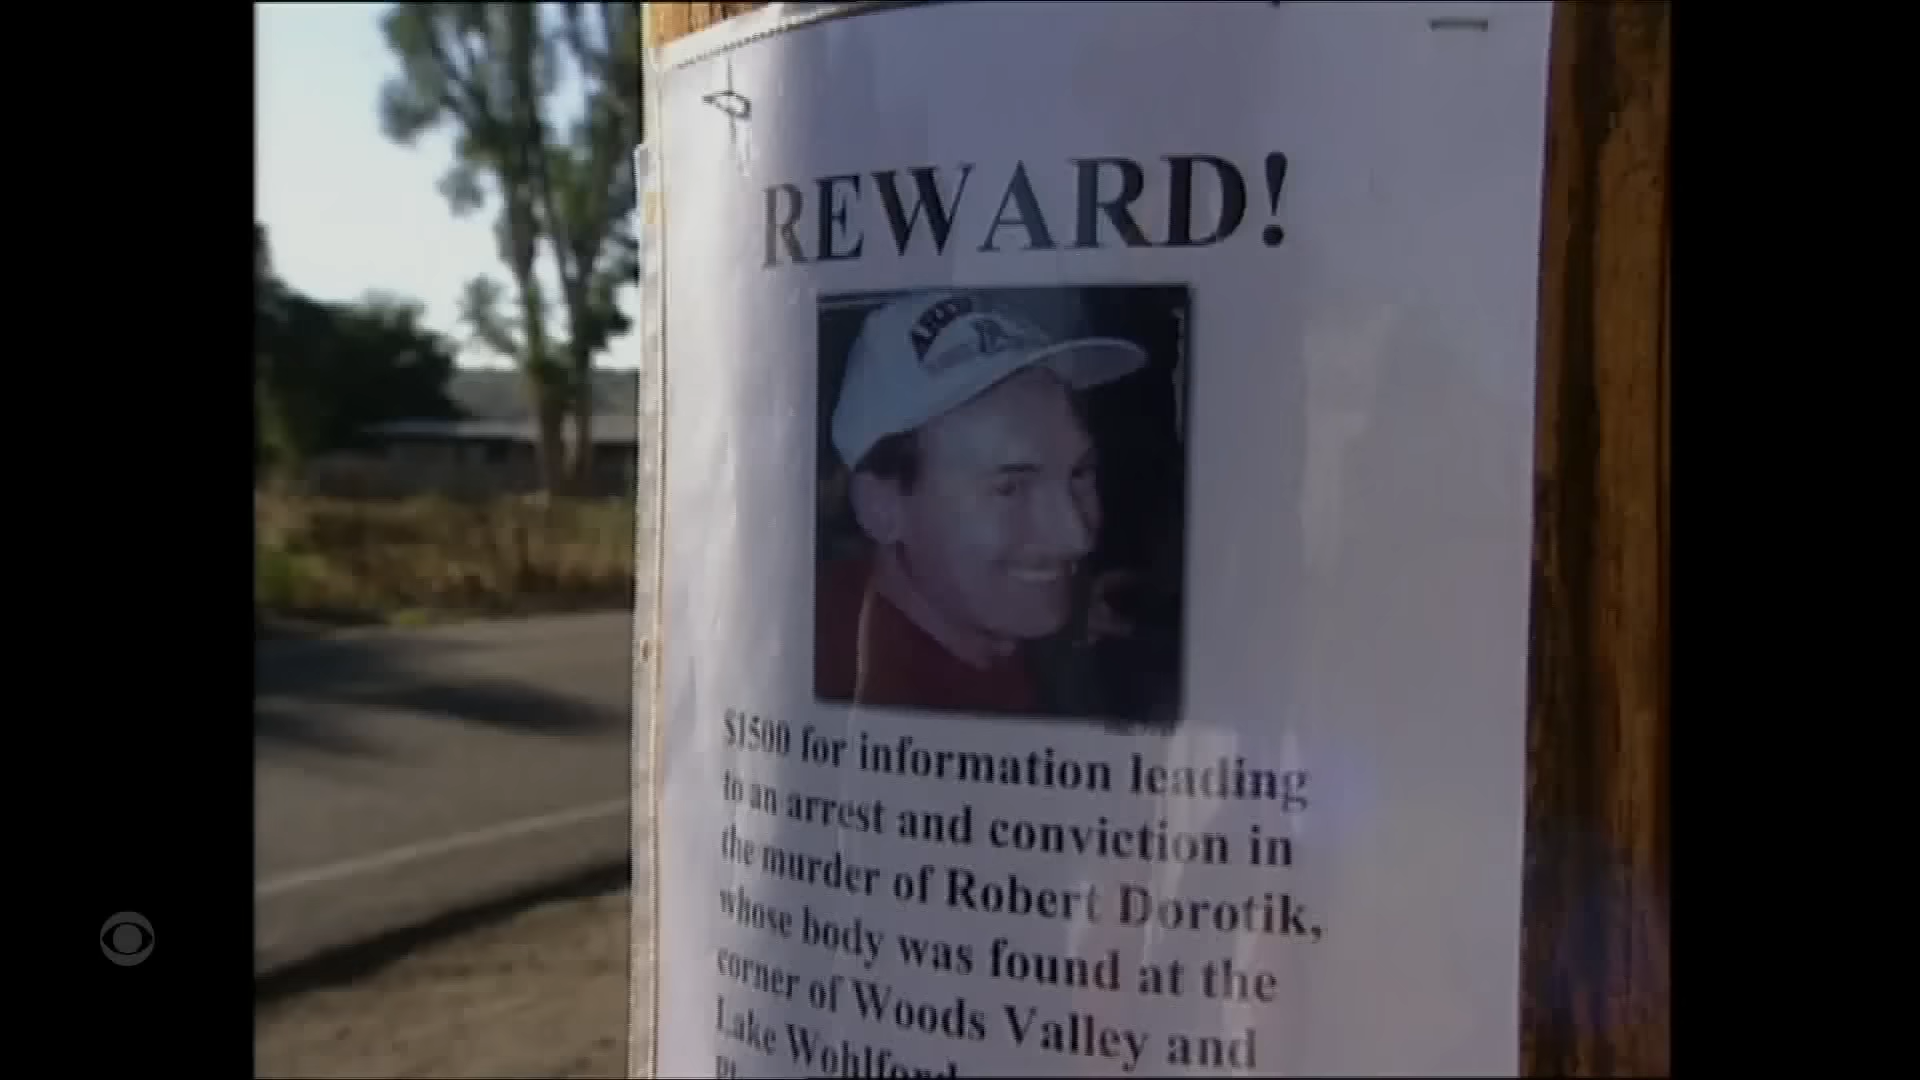 REWARD!
$1500 for information leading
to an arrest and conviction in
the murder of Robert Dorotik,
whose body was found at the
corner of Woods Valley and
Lake Wohlford